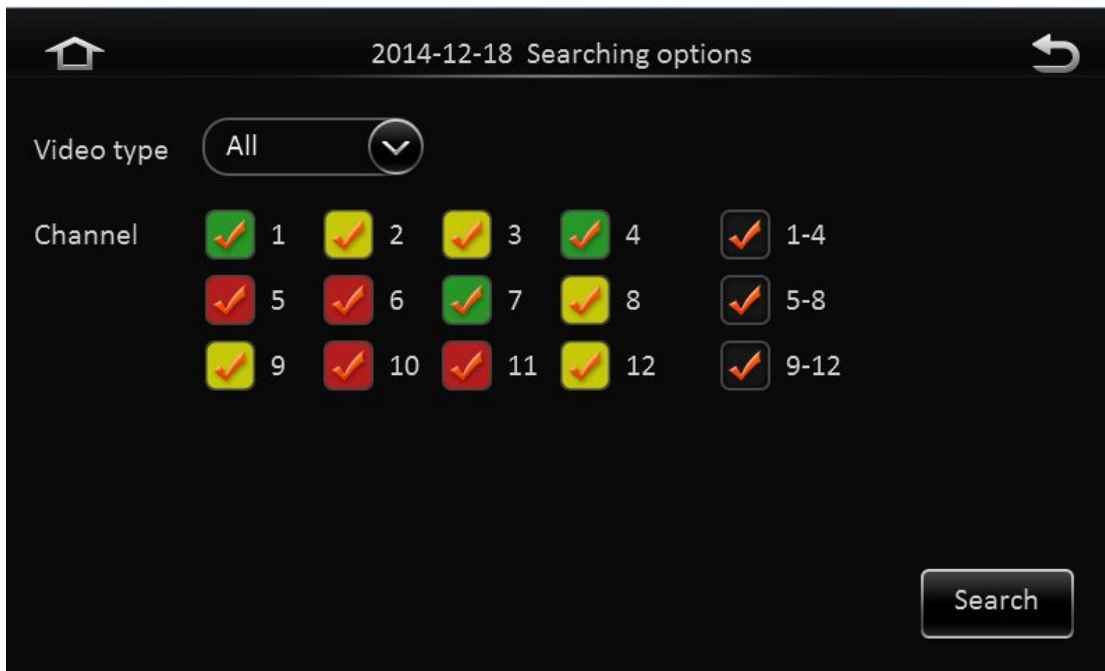 2014-12-18 Searching options
Video type All
Channel 1 2 3 4 1-4
5 6 7 8 5-8
9 10 11 12 9-12
Search